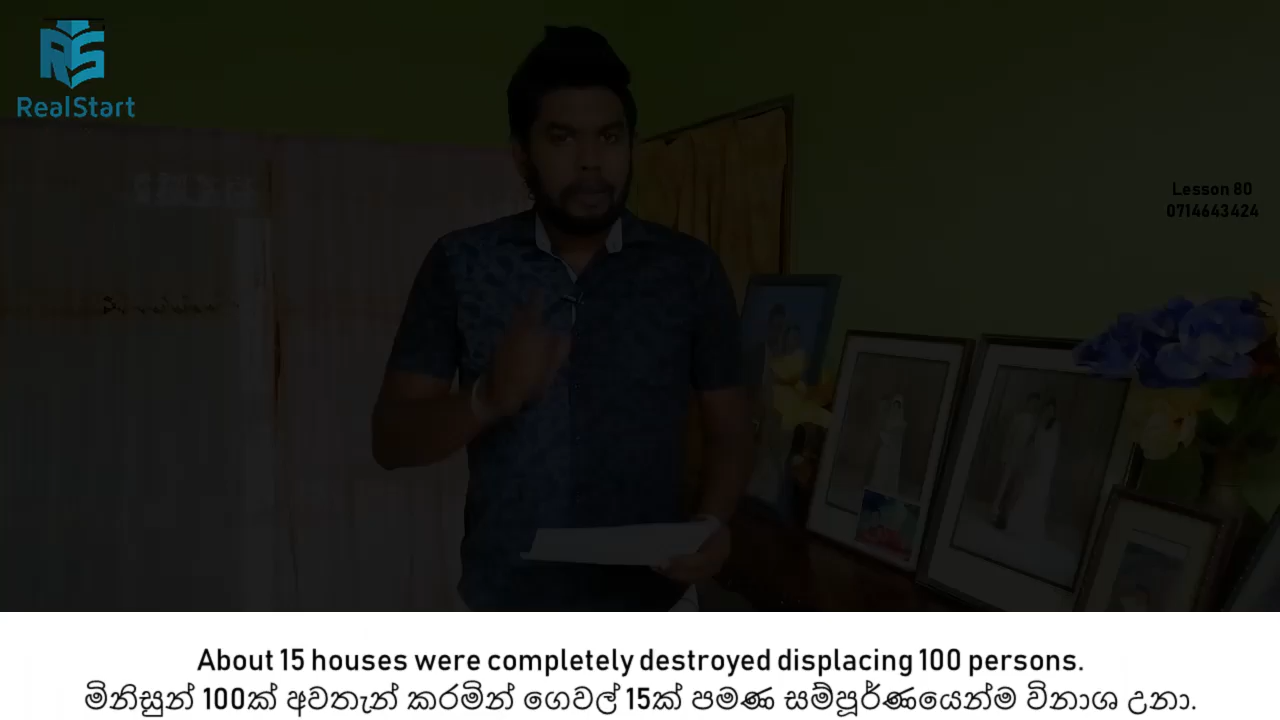 RS
RealStart
Lesson 80
0714643424
About 15 houses were completely destroyed displacing 100 persons.
මිනිසුන් 100ක් අවතැන් කරමින් ගෙවල් 15ක් පමණ සම්පූර්ණයෙන්ම විනාශ උනා.